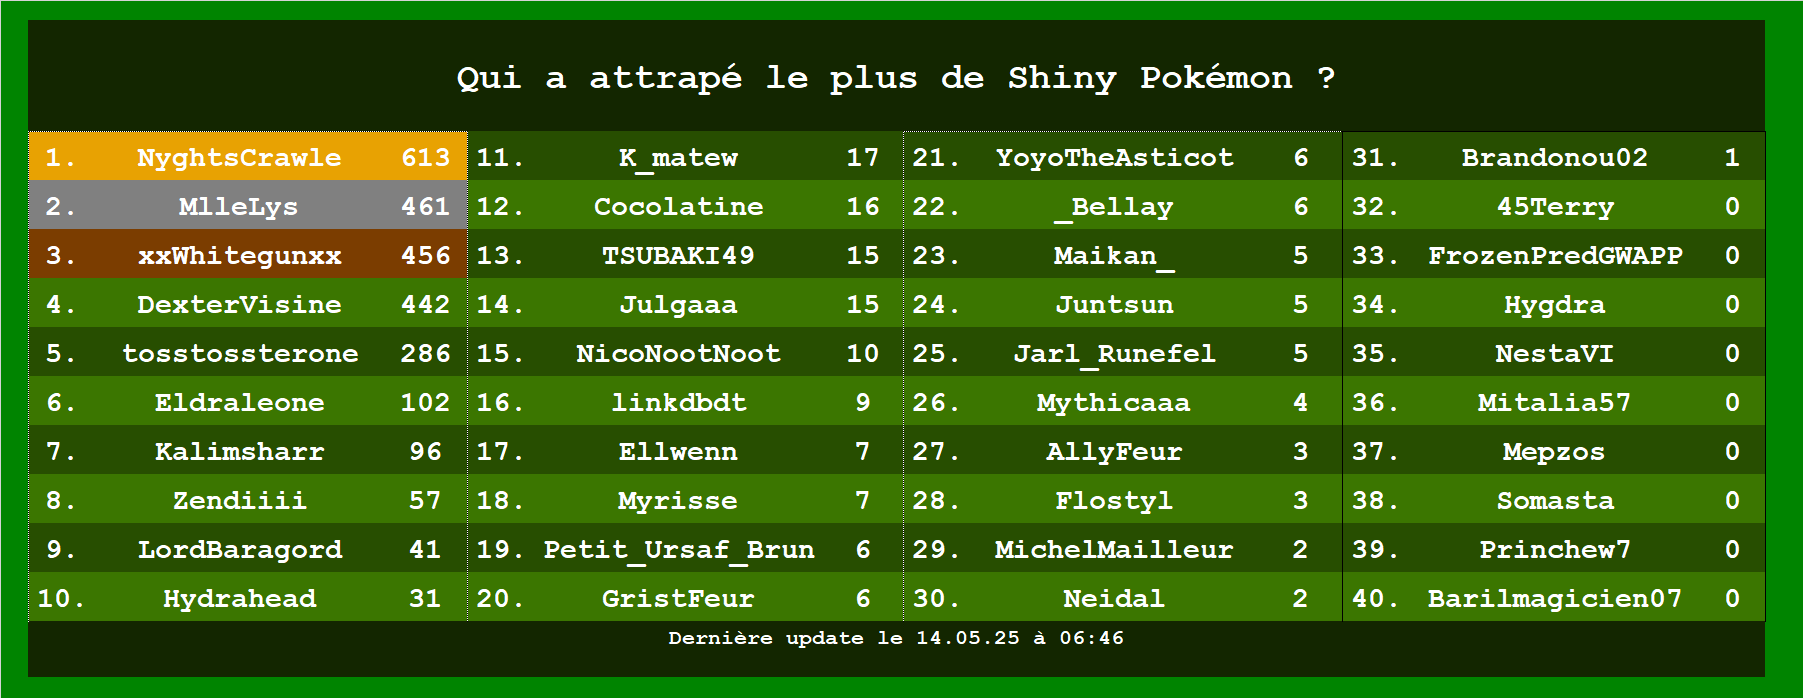 Qui a attrapé le plus de Shiny Pokémon ?
1. NyghtsCrawle 613
2. MlleLys 461
3. xxWhitegunxx 456
4. DexterVisine 442
5. tosstossterone 286
6. Eldraleone 102
7. Kalimsharr 96
8. Zendiiii 57
9. LordBaragord 41
10. Hydrahead 31
11. K_matew 17
12. Cocolatine 16
13. TSUBAKI49 15
14. Julgaaa 15
15. NicoNootNoot 10
16. linkdbdt 9
17. Ellwenn 7
18. Myrisse 7
19. Petit_Ursaf_Brun 6
20. GristFeur 6
21. YoyoTheAsticot 6
22. _Bellay 6
23. Maikan_ 5
24. Juntsun 5
25. Jarl_Runefel 5
26. Mythicaaa 4
27. AllyFeur 3
28. Flostyl 3
29. MichelMailleur 2
30. Neidal 2
31. Brandonou02 1
32. 45Terry 0
33. FrozenPredGWAPP 0
34. Hygdra 0
35. NestaVI 0
36. Mitalia57 0
37. Mepzos 0
38. Somasta 0
39. Princhew7 0
40. Barilmagicien07 0
Dernière update le 14.05.25 à 06:46